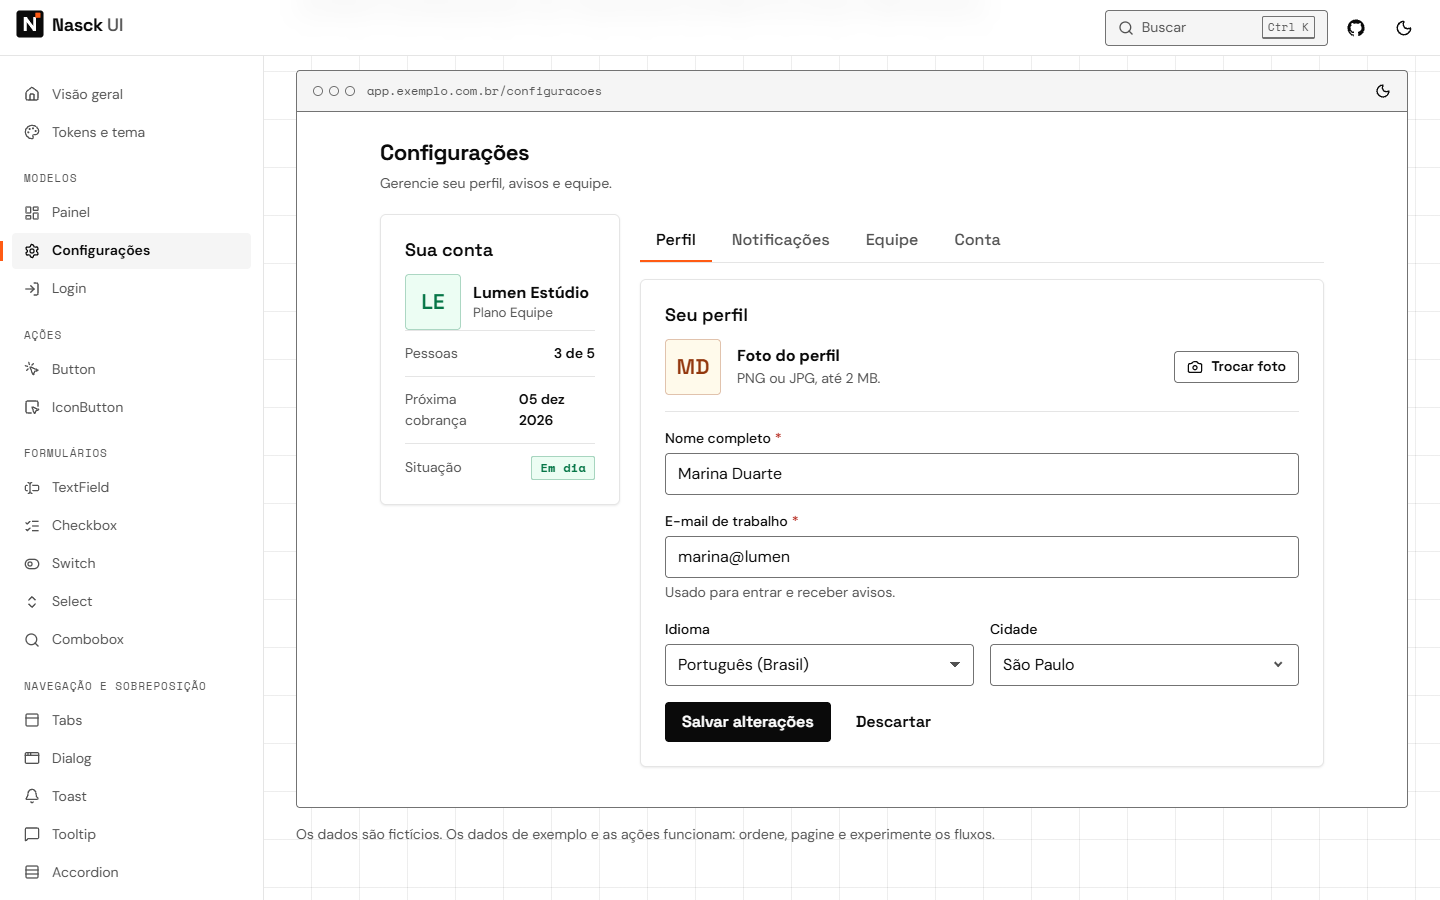 Nasck UI
Buscar
Ctrl K
Visão geral
Tokens e tema
MODELOS
Painel
Configurações
Login
AÇÕES
Button
IconButton
FORMULÁRIOS
TextField
Checkbox
Switch
Select
Combobox
NAVEGAÇÃO E SOBREPOSIÇÃO
Tabs
Dialog
Toast
Tooltip
Accordion
app.exemplo.com.br/configuracoes
Configurações
Gerencie seu perfil, avisos e equipe.
Sua conta
LE
Lumen Estúdio
Plano Equipe
Pessoas 3 de 5
Próxima cobrança 05 dez 2026
Situação Em dia
Perfil Notificações Equipe Conta
Seu perfil
MD
Foto do perfil
PNG ou JPG, até 2 MB.
Trocar foto
Nome completo *
Marina Duarte
E-mail de trabalho *
marina@lumen
Usado para entrar e receber avisos.
Idioma
Português (Brasil)
Cidade
São Paulo
Salvar alterações
Descartar
Os dados são fictícios. Os dados de exemplo e as ações funcionam: ordene, pagine e experimente os fluxos.